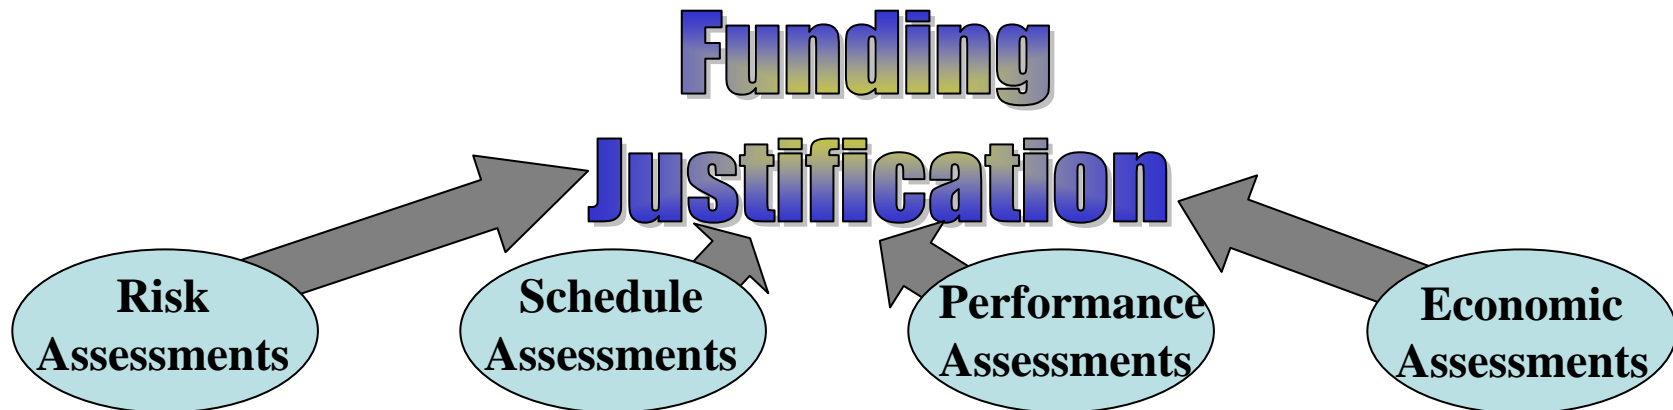 Funding
Justification
Risk
Assessments
Schedule
Assessments
Performance
Assessments
Economic
Assessments